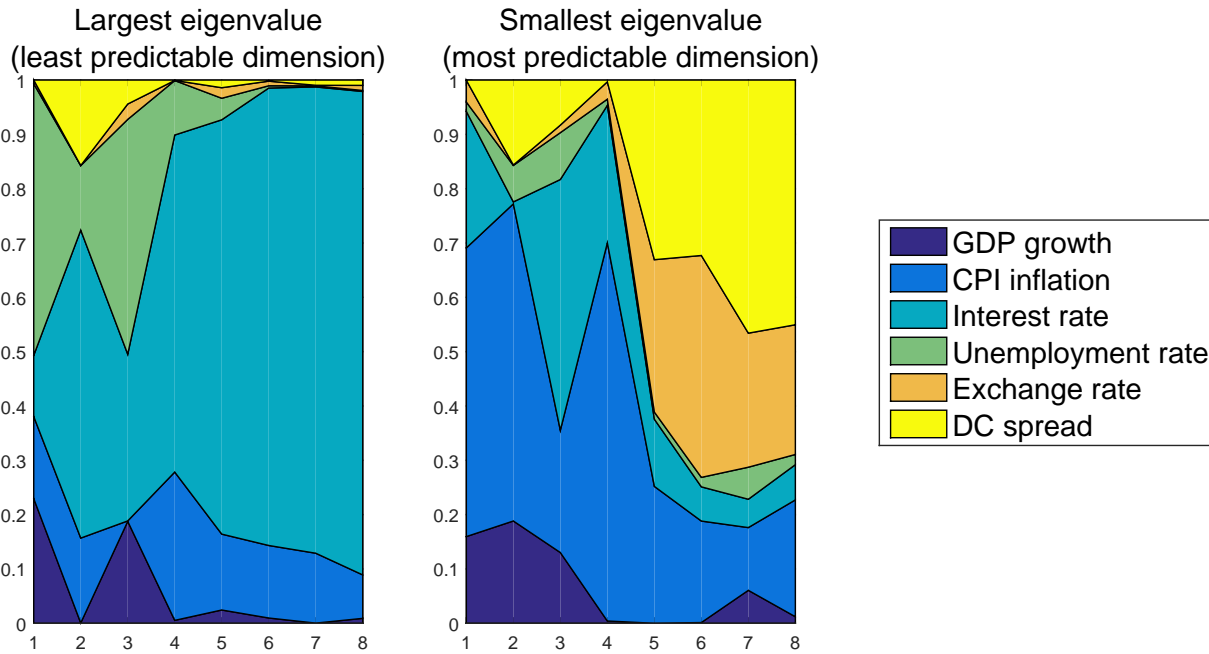 Largest eigenvalue
(least predictable dimension)
1
0.9
0.8
0.7
0.6
0.5
0.4
0.3
0.2
0.1
0
1 2 3 4 5 6 7 8
Smallest eigenvalue
(most predictable dimension)
1
0.9
0.8
0.7
0.6
0.5
0.4
0.3
0.2
0.1
0
1 2 3 4 5 6 7 8
GDP growth
CPI inflation
Interest rate
Unemployment rate
Exchange rate
DC spread